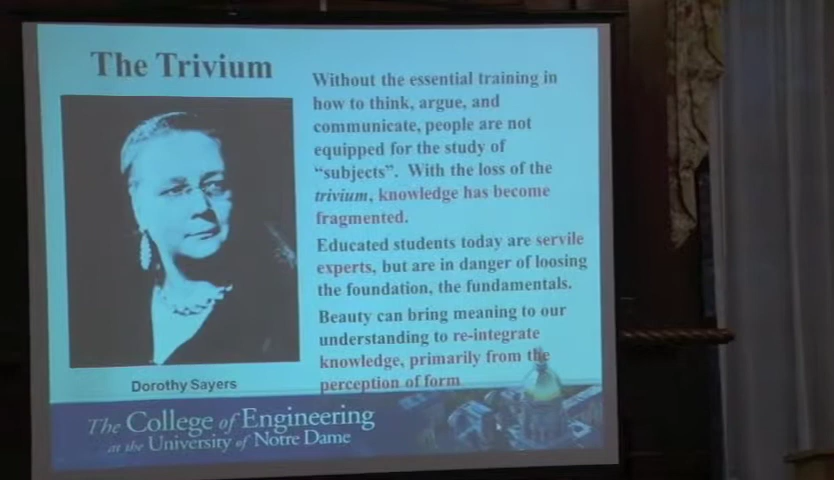 The Trivium
Without the essential training in
how to think, argue, and
communicate, people are not
equipped for the study of
“subjects”. With the loss of the
trivium, knowledge has become
fragmented.
Educated students today are servile
experts, but are in danger of loosing
the foundation, the fundamentals.
Beauty can bring meaning to our
understanding to re-integrate
knowledge, primarily from the
perception of form
Dorothy Sayers
The College of Engineering
at the University of Notre Dame